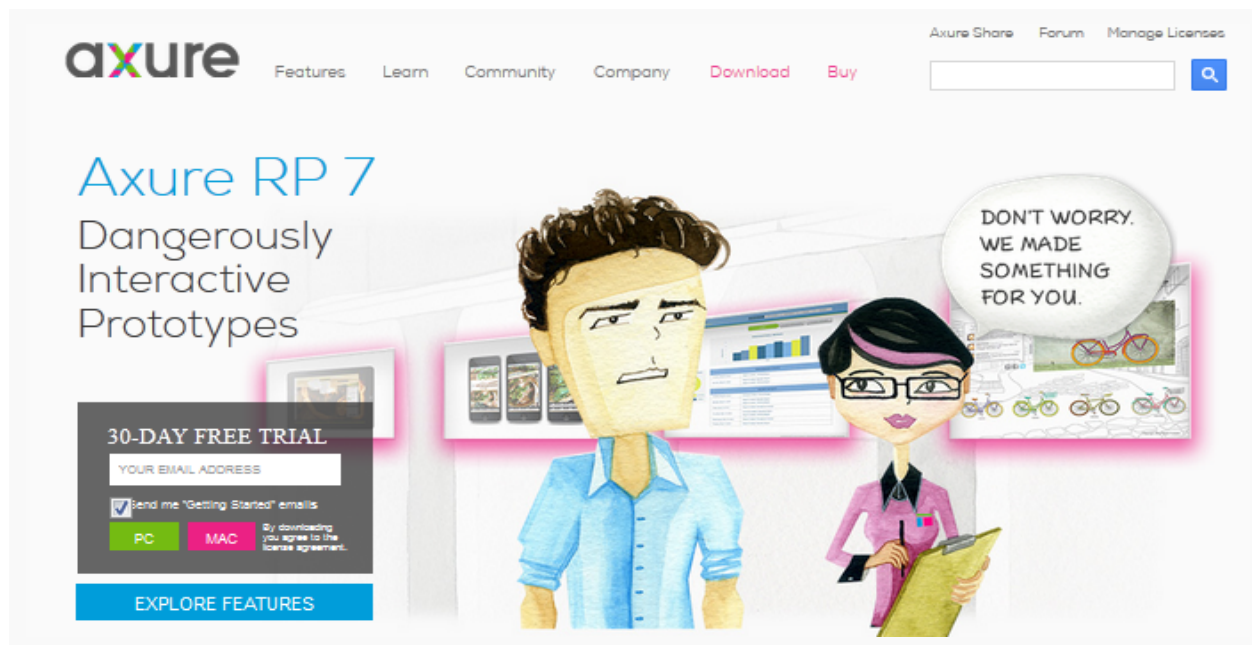 Axure Share Forum Manage Licenses
axure
Features Learn Community Company Download Buy
Axure RP 7
Dangerously
Interactive
Prototypes
DON'T WORRY.
WE MADE
SOMETHING
FOR YOU.
30-DAY FREE TRIAL
YOUR EMAIL ADDRESS
Send me "Getting Started" emails
PC
MAC
By downloading
you agree to the
license agreement.
EXPLORE FEATURES